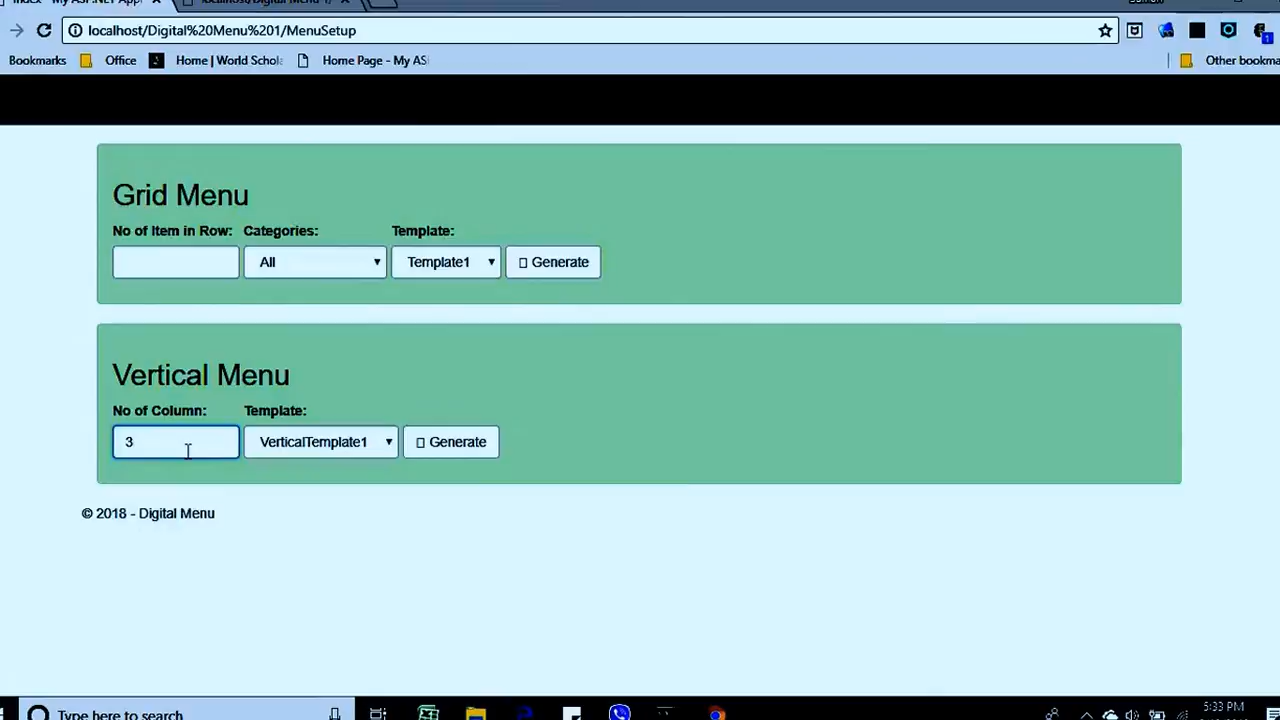 localhost/Digital%20Menu%201/MenuSetup
Bookmarks Office Home | World Schola Home Page - My AS Other bookma
Grid Menu
No of Item in Row: Categories: Template:
All Template1 Generate
Vertical Menu
No of Column: Template:
3 VerticalTemplate1 Generate
© 2018 - Digital Menu
Type here to search 5:33 PM